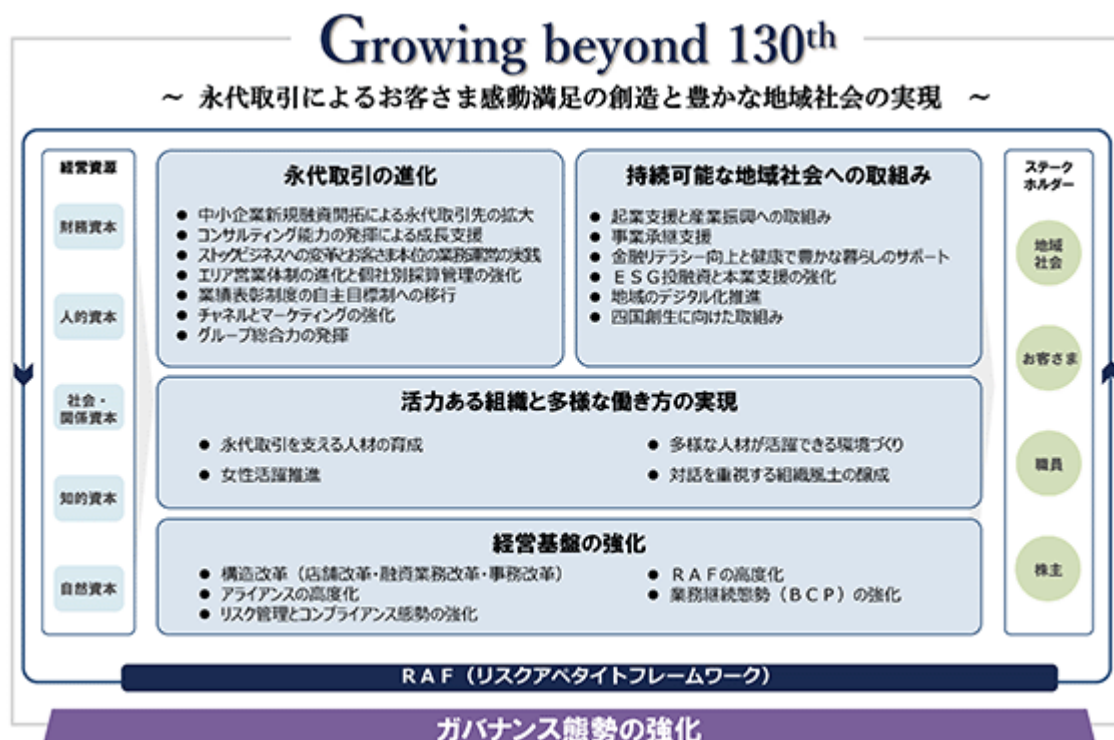 Growing beyond 130th
～ 永代取引によるお客さま感動満足の創造と豊かな地域社会の実現 ～
経営資源
財務資本
人的資本
社会・
関係資本
知的資本
自然資本
永代取引の進化
● 中小企業新規融資開拓による永代取引先の拡大
● コンサルティング能力の発揮による成長支援
● ストックビジネスへの変革とお客さま本位の業務運営の実践
● エリア営業体制の進化と個社別採算管理の強化
● 業績表彰制度の自主目標制への移行
● チャネルとマーケティングの強化
● グループ総合力の発揮
持続可能な地域社会への取組み
● 起業支援と産業振興への取組み
● 事業承継支援
● 金融リテラシー向上と健康で豊かな暮らしのサポート
● ＥＳＧ投融資と本業支援の強化
● 地域のデジタル化推進
● 四国創生に向けた取組み
活力ある組織と多様な働き方の実現
● 永代取引を支える人材の育成
● 女性活躍推進
● 多様な人材が活躍できる環境づくり
● 対話を重視する組織風土の醸成
経営基盤の強化
● 構造改革（店舗改革・融資業務改革・事務改革）
● アライアンスの高度化
● リスク管理とコンプライアンス態勢の強化
● ＲＡＦの高度化
● 業務継続態勢（ＢＣＰ）の強化
ステーク
ホルダー
地域
社会
お客さま
職員
株主
ＲＡＦ（リスクアペタイトフレームワーク）
ガバナンス態勢の強化